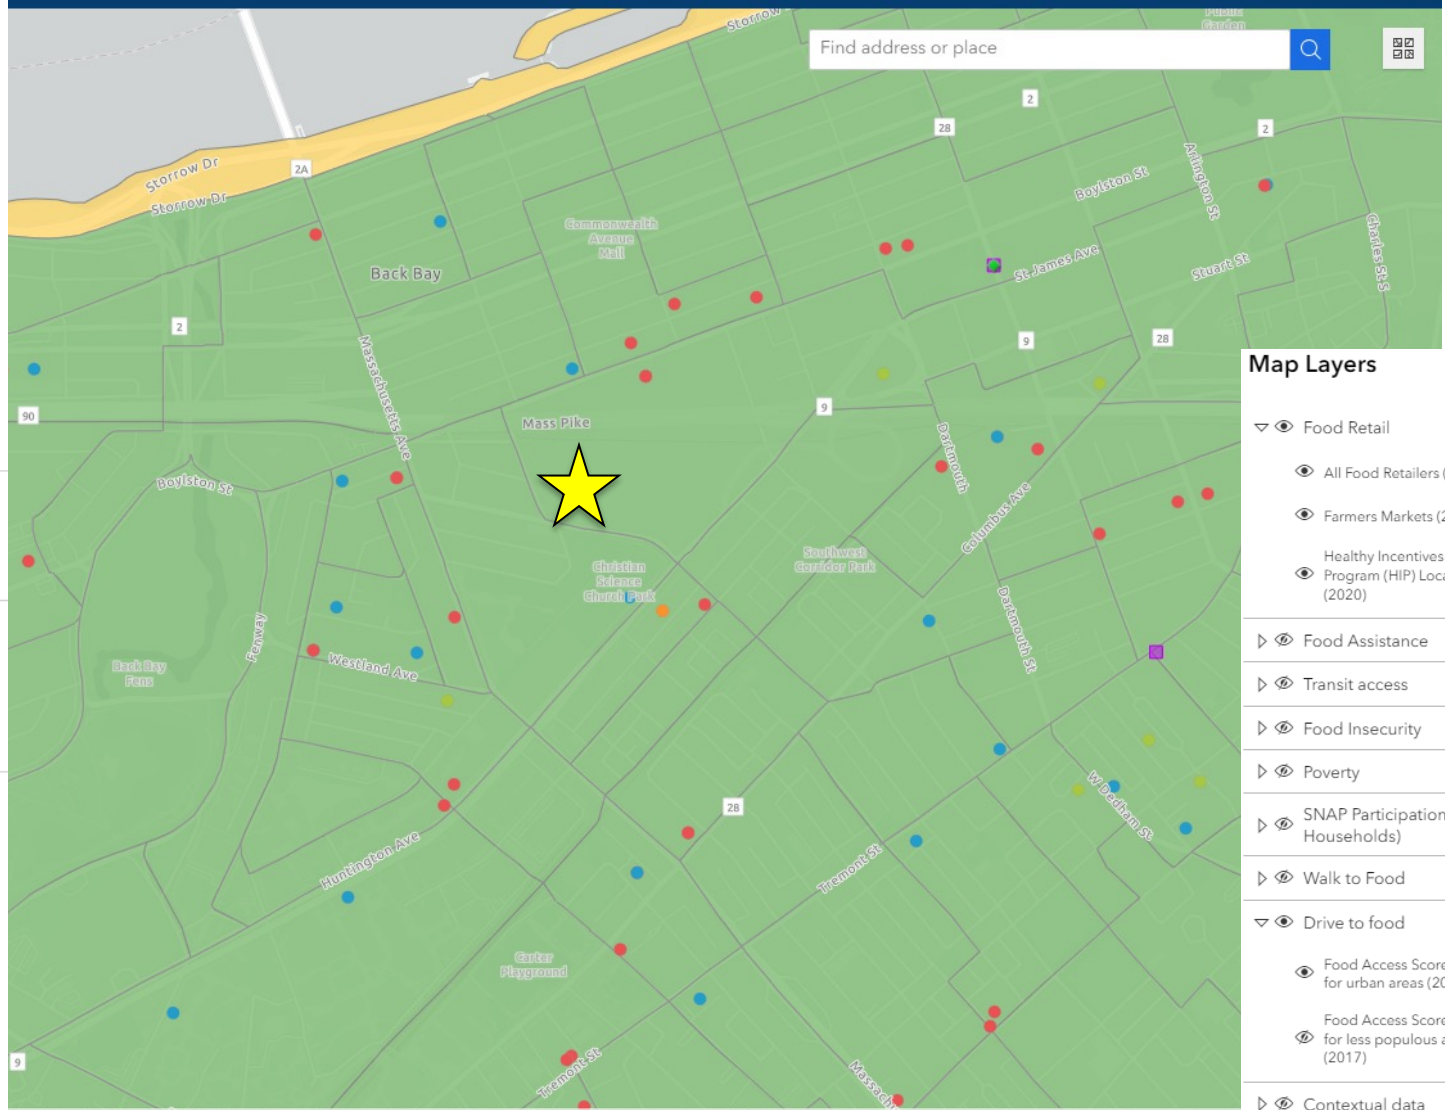 Storrow
Public
Garden
Find address or place
2
28
2
2A
Storrow Dr
Storrow Dr
Arlington St
Boylston St
Charles St S
Commonwealth
Avenue
Mall
Back Bay
St James Ave
Stuart St
2
9
28
Massachusetts Ave
90
9
Mass Pike
Dartmouth
Boylston St
Columbus Ave
Southwest
Corridor Park
Christian
Science
Church Park
Dartmouth St
Fenway
Westland Ave
Back Bay
Fens
28
W Dedham St
Huntington Ave
Tremont St
Carter
Playground
9
Tremont St
Massach
Map Layers
Food Retail
All Food Retailers (
Farmers Markets (2
Healthy Incentives
Program (HIP) Loca
(2020)
Food Assistance
Transit access
Food Insecurity
Poverty
SNAP Participation
Households)
Walk to Food
Drive to food
Food Access Score
for urban areas (20
Food Access Score
for less populous a
(2017)
Contextual data